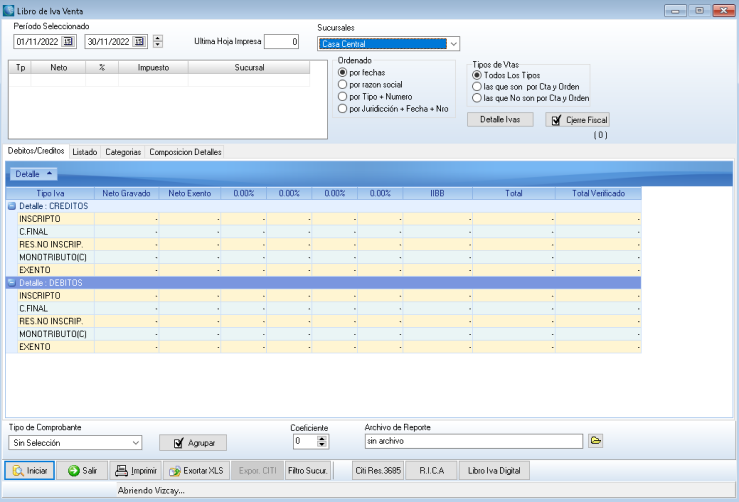 Libro de Iva Venta
Período Seleccionado
01/11/2022 30/11/2022
Ultima Hoja Impresa 0
Sucursales
Casa Central
Tp Neto % Impuesto Sucursal
Ordenado
por fechas
por razon social
por Tipo + Numero
por Juridicción + Fecha + Nro
Tipos de Vtas
Todos Los Tipos
las que son por Cta y Orden
las que No son por Cta y Orden
Detalle Ivas Cierre Fiscal
( 0 )
Debitos/Creditos Listado Categorias Composicion Detalles
Detalle
Tipo Iva Neto Gravado Neto Exento 0.00% 0.00% 0.00% 0.00% IIBB Total Total Verificado
Detalle : CREDITOS
INSCRIPTO - - - - - - - - -
C.FINAL - - - - - - - - -
RES.NO INSCRIP. - - - - - - - - -
MONOTRIBUTO(C) - - - - - - - - -
EXENTO - - - - - - - - -
Detalle : DEBITOS
INSCRIPTO - - - - - - - - -
C.FINAL - - - - - - - - -
RES.NO INSCRIP. - - - - - - - - -
MONOTRIBUTO(C) - - - - - - - - -
EXENTO - - - - - - - - -
Tipo de Comprobante
Sin Selección
Agrupar
Coeficiente
0
Archivo de Reporte
sin archivo
Iniciar Salir Imprimir Exortar XLS Expor. CITI Filtro Sucur. Citi Res.3685 R.I.C.A Libro Iva Digital
Abriendo Vizcay...